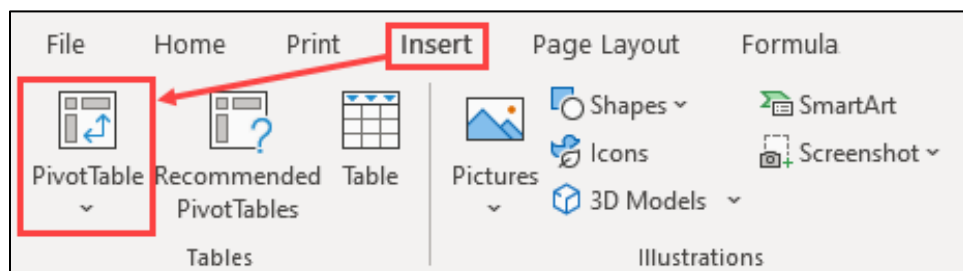 File Home Print Insert Page Layout Formula
Shapes SmartArt
Icons Screenshot
PivotTable Recommended PivotTables Table Pictures
3D Models
Tables Illustrations